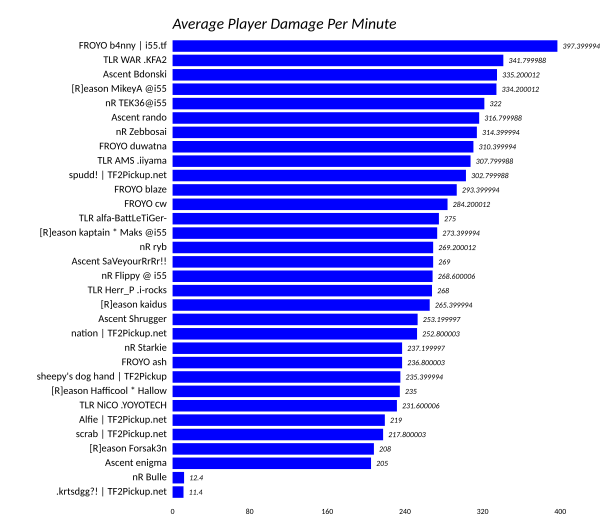 Average Player Damage Per Minute
FROYO b4nny | i55.tf 397.399994
TLR WAR .KFA2 341.799988
Ascent Bdonski 335.200012
[R]eason MikeyA @i55 334.200012
nR TEK36@i55 322
Ascent rando 316.799988
nR Zebbosai 314.399994
FROYO duwatna 310.399994
TLR AMS .iiyama 307.799988
spudd! | TF2Pickup.net 302.799988
FROYO blaze 293.399994
FROYO cw 284.200012
TLR alfa-BattLeTiGer- 275
[R]eason kaptain * Maks @i55 273.399994
nR ryb 269.200012
Ascent SaVeyourRrRr!! 269
nR Flippy @ i55 268.600006
TLR Herr_P .i-rocks 268
[R]eason kaidus 265.399994
Ascent Shrugger 253.199997
nation | TF2Pickup.net 252.800003
nR Starkie 237.199997
FROYO ash 236.800003
sheepy's dog hand | TF2Pickup 235.399994
[R]eason Hafficool * Hallow 235
TLR NiCO .YOYOTECH 231.600006
Alfie | TF2Pickup.net 219
scrab | TF2Pickup.net 217.800003
[R]eason Forsak3n 208
Ascent enigma 205
nR Bulle 12.4
.krtsdgg?! | TF2Pickup.net 11.4
0 80 240 160 320 400